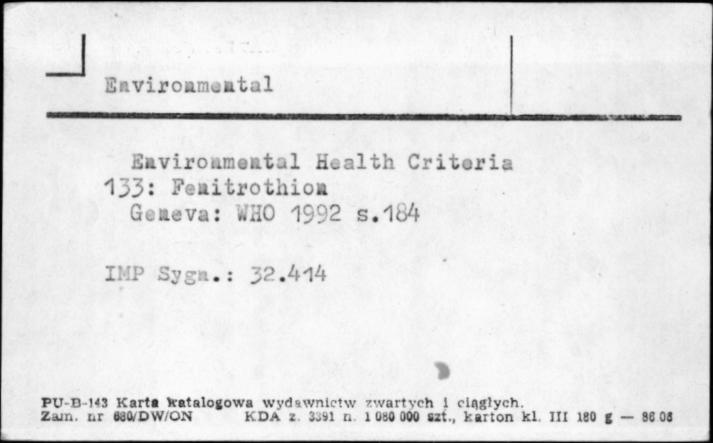 Environmental
Environmental Health Criteria
133: Fenitrothion
Geneva: WHO 1992 s.184
IMP Sygn.: 32.414
PU-B-143 Karta katalogowa wydawnictw zwartych i ciągłych.
Zam. nr 680/DW/ON KDA z. 3391 n. 1 080 000 szt., karton kl. III 180 g — 86 08